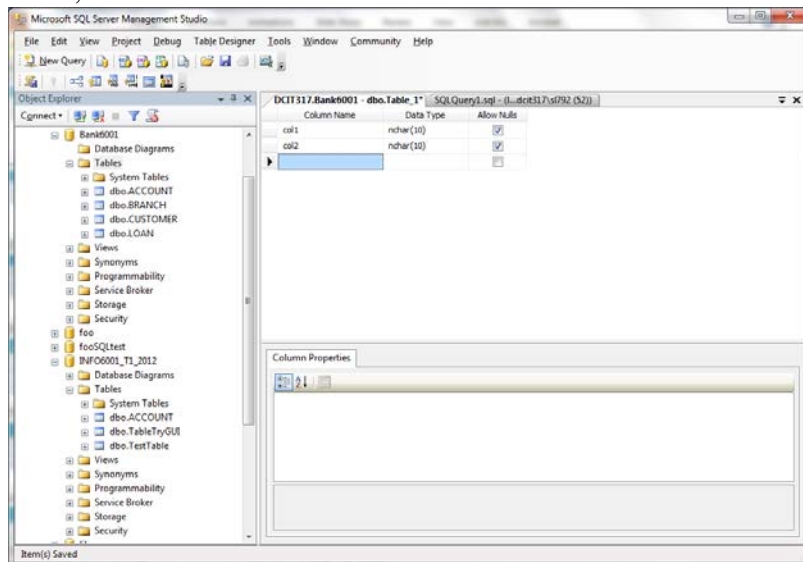 Microsoft SQL Server Management Studio
File Edit View Project Debug Table Designer Tools Window Community Help
New Query
Object Explorer
Connect
Bank6001
Database Diagrams
Tables
System Tables
dbo.ACCOUNT
dbo.BRANCH
dbo.CUSTOMER
dbo.LOAN
Views
Synonyms
Programmability
Service Broker
Storage
Security
foo
fooSQLtest
INFO6001_T1_2012
Database Diagrams
Tables
System Tables
dbo.ACCOUNT
dbo.TableTryGUI
dbo.TestTable
Views
Synonyms
Programmability
Service Broker
Storage
Security
DCIT317.Bank6001 - dbo.Table_1* SQLQuery1.sql - (l...dcit317\sl792 (52))
Column Name Data Type Allow Nulls
col1 nchar(10)
col2 nchar(10)
Column Properties
Item(s) Saved